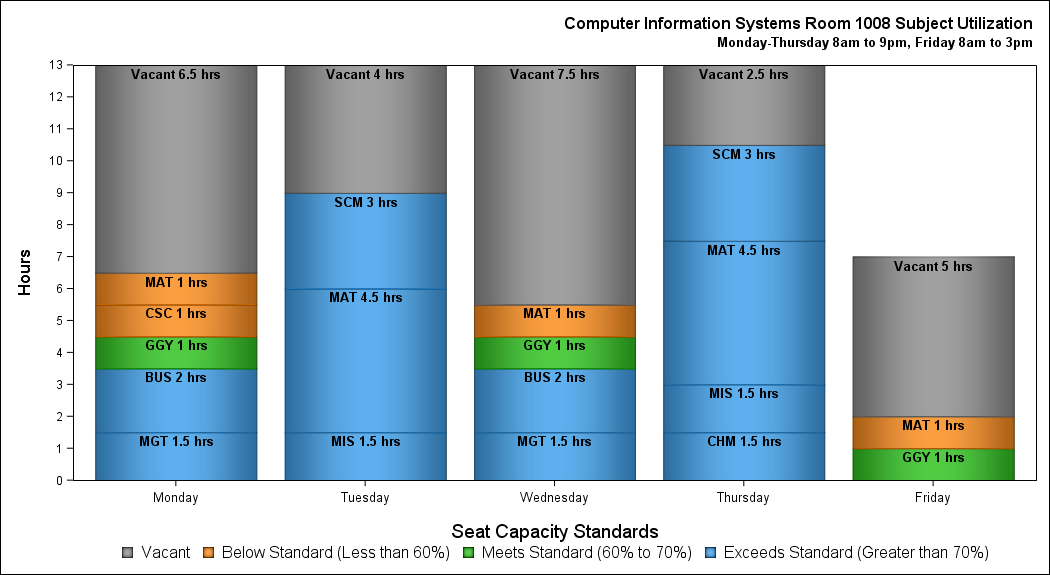 Computer Information Systems Room 1008 Subject Utilization
Monday-Thursday 8am to 9pm, Friday 8am to 3pm
Hours
13
12
11
10
9
8
7
6
5
4
3
2
1
0
Vacant 6.5 hrs
MAT 1 hrs
CSC 1 hrs
GGY 1 hrs
BUS 2 hrs
MGT 1.5 hrs
Vacant 4 hrs
SCM 3 hrs
MAT 4.5 hrs
MIS 1.5 hrs
Vacant 7.5 hrs
MAT 1 hrs
GGY 1 hrs
BUS 2 hrs
MGT 1.5 hrs
Vacant 2.5 hrs
SCM 3 hrs
MAT 4.5 hrs
MIS 1.5 hrs
CHM 1.5 hrs
Vacant 5 hrs
MAT 1 hrs
GGY 1 hrs
Monday Tuesday Wednesday Thursday Friday
Seat Capacity Standards
Vacant Below Standard (Less than 60%) Meets Standard (60% to 70%) Exceeds Standard (Greater than 70%)